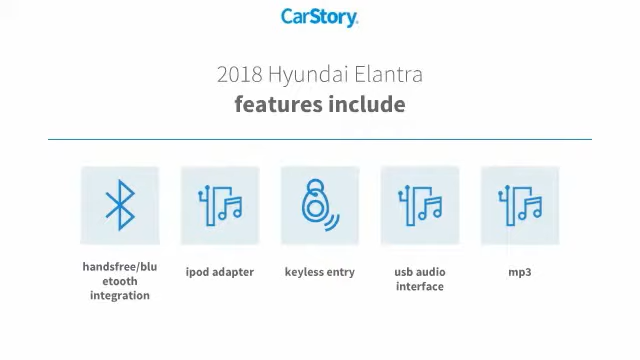 CarStory.
2018 Hyundai Elantra
features include
handsfree/blu
etooth
integration
ipod adapter
keyless entry
usb audio
interface
mp3